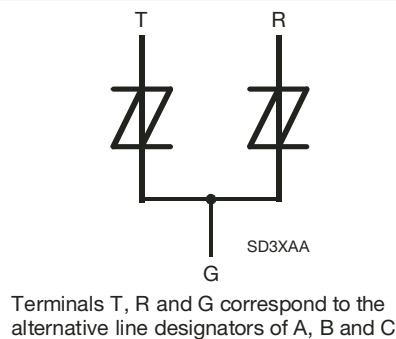 T R
SD3XAA
G
Terminals T, R and G correspond to the
alternative line designators of A, B and C